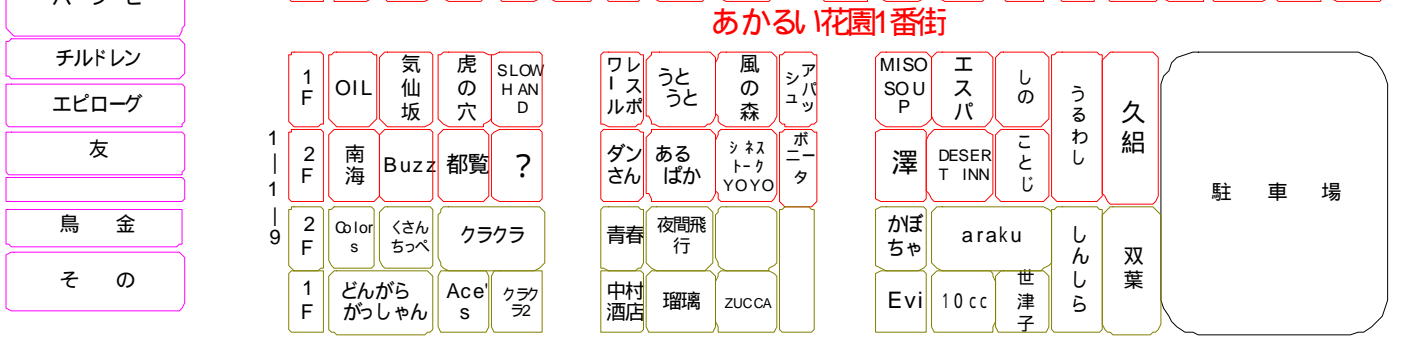 あかるい花園1番街
チルドレン
エピローグ
友
鳥 金
そ の
1|1|9
1F
OIL
気仙坂
虎の穴
SLOW HAND
ワールド
レスポ
うとうと
風の森
アパッシュ
MISO SOUP
エスパ
しの
うるわし
久絽
2F
南海
Buzz
都覧
?
ダンさん
あるぱか
シネストーク YOYO
ボニータ
澤
DESERT INN
ことじ
駐車場
2F
Colors
くさんちっぺ
クラクラ
青春
夜間飛行
かぼちゃ
araku
しんしら
双葉
1F
どんがらがっしゃん
Ace's
クラクラ2
中村酒店
瑠璃
ZUCCA
Evi
10cc
世津子